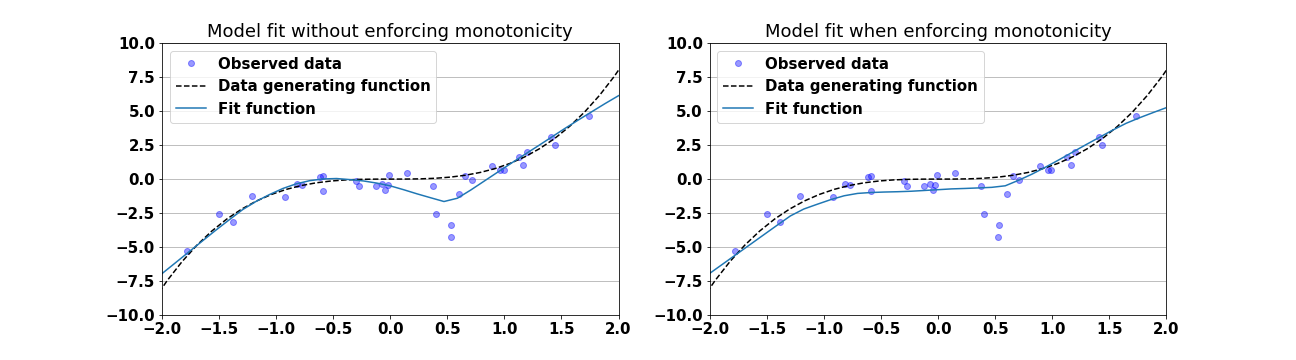 Model fit without enforcing monotonicity
10.0
7.5
5.0
2.5
0.0
−2.5
−5.0
−7.5
−10.0
−2.0 −1.5 −1.0 −0.5 0.0 0.5 1.0 1.5 2.0
Observed data
Data generating function
Fit function
Model fit when enforcing monotonicity
10.0
7.5
5.0
2.5
0.0
−2.5
−5.0
−7.5
−10.0
−2.0 −1.5 −1.0 −0.5 0.0 0.5 1.0 1.5 2.0
Observed data
Data generating function
Fit function